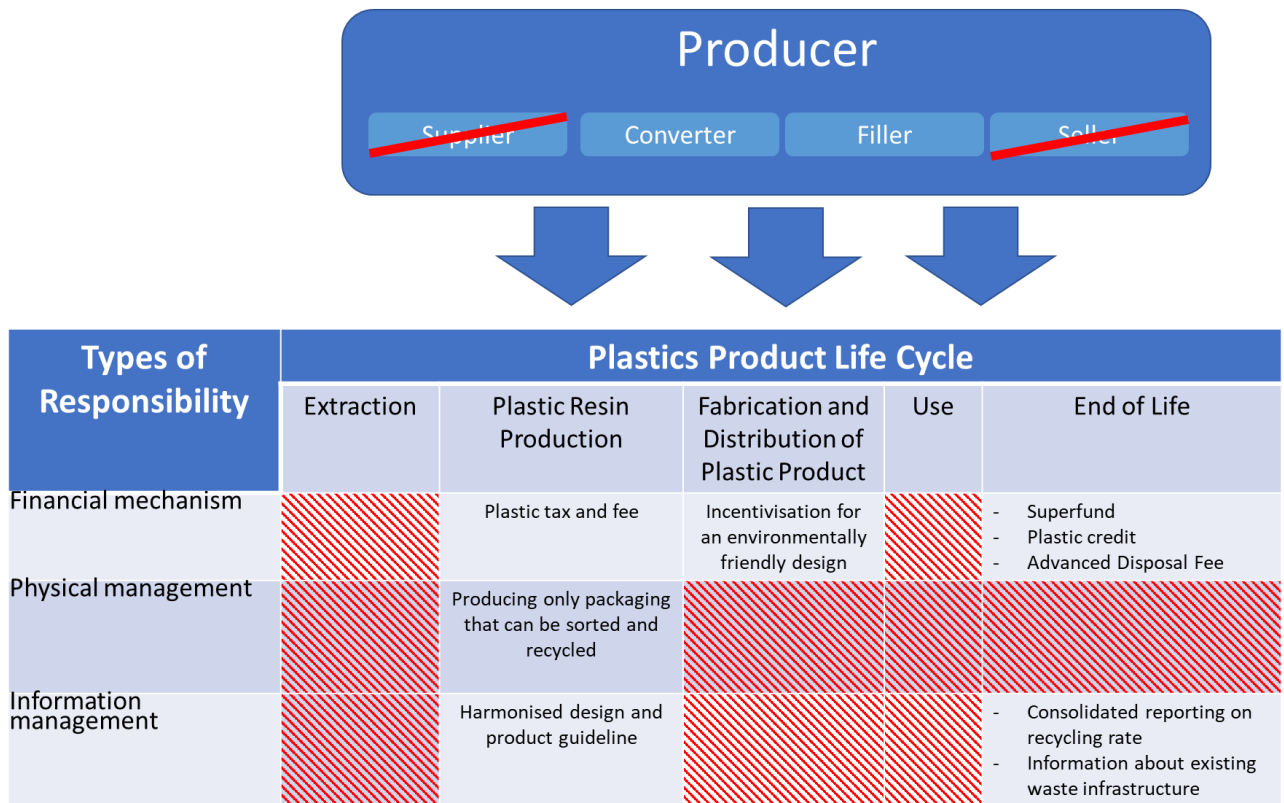 Producer
Supplier
Converter
Filler
Seller
Types of
Responsibility
Plastics Product Life Cycle
Extraction
Plastic Resin
Production
Fabrication and
Distribution of
Plastic Product
Use
End of Life
Financial mechanism
Plastic tax and fee
Incentivisation for
an environmentally
friendly design
- Superfund
- Plastic credit
- Advanced Disposal Fee
Physical management
Producing only packaging
that can be sorted and
recycled
Information
management
Harmonised design and
product guideline
- Consolidated reporting on
recycling rate
- Information about existing
waste infrastructure